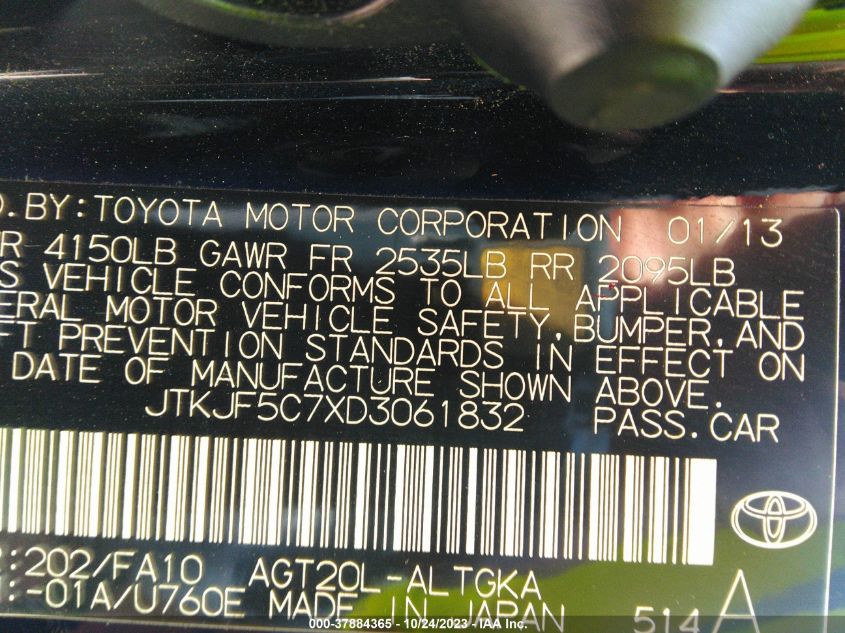 .BY: TOYOTA MOTOR CORPORATION 01/13
4150LB GAWR FR 2535LB RR 2095LB
S VEHICLE CONFORMS TO ALL APPLICABLE
ERAL MOTOR VEHICLE SAFETY, BUMPER, AND
FT PREVENTION STANDARDS IN EFFECT ON
DATE OF MANUFACTURE SHOWN ABOVE.
JTKJF5C7XD3061832 PASS.CAR
:202/FA10 AGT20L-ALTGKA A
:-01A/U760E MADE IN JAPAN 514
000-37884365 - 10/24/2023 - IAA Inc.